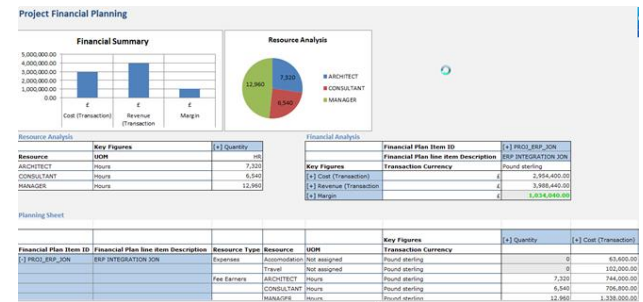 Project Financial Planning
Financial Summary
5,000,000.00
4,000,000.00
3,000,000.00
2,000,000.00
1,000,000.00
0.00
£ £ £
Cost (Transaction) Revenue (Transaction Margin
Resource Analysis
7,320
12,960
6,540
ARCHITECT
CONSULTANT
MANAGER
Resource Analysis
Key Figures [+] Quantity
Resource UOM HR
ARCHITECT Hours 7,320
CONSULTANT Hours 6,540
MANAGER Hours 12,960
Financial Analysis
Financial Plan Item ID [+] PROJ_ERP_JON
Financial Plan line item Description ERP INTEGRATION JON
Key Figures Transaction Currency Pound sterling
[+] Cost (Transaction) £ 2,954,400.00
[+] Revenue (Transaction £ 3,988,440.00
[+] Margin £ 1,034,040.00
Planning Sheet
Key Figures [+] Quantity [+] Cost (Transaction)
Financial Plan Item ID Financial Plan line item Description Resource Type Resource UOM Transaction Currency
[-] PROJ_ERP_JON ERP INTEGRATION JON Expenses Accomodation Not assigned Pound sterling 0 63,600.00
Travel Not assigned Pound sterling 0 102,000.00
Fee Earners ARCHITECT Hours Pound sterling 7,320 744,000.00
CONSULTANT Hours Pound sterling 6,540 706,800.00
MANAGER Hours Pound sterling 12,960 1,338,000.00